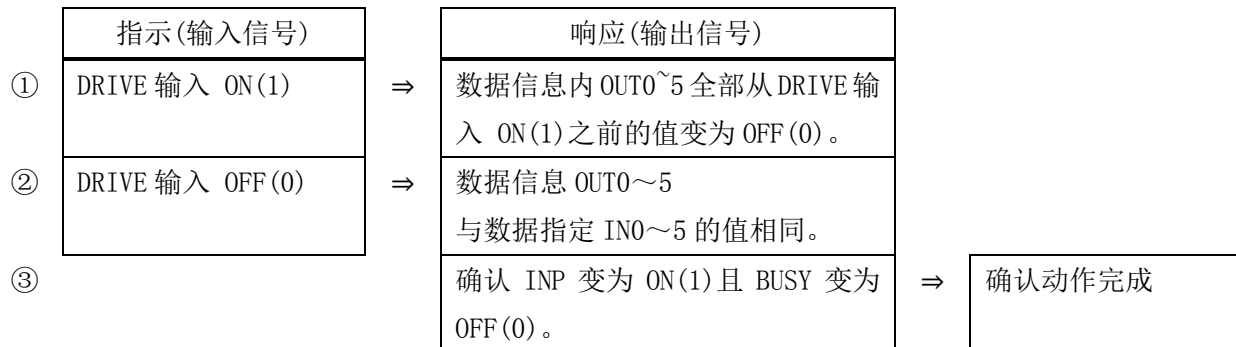 指示(输入信号) 响应(输出信号)
① DRIVE 输入 ON(1) ⇒ 数据信息内 OUT0~5 全部从 DRIVE 输
入 ON(1)之前的值变为 OFF(0)。
② DRIVE 输入 OFF(0) ⇒ 数据信息 OUT0～5
与数据指定 IN0～5 的值相同。
③ 确认 INP 变为 ON(1)且 BUSY 变为 ⇒ 确认动作完成
OFF(0)。